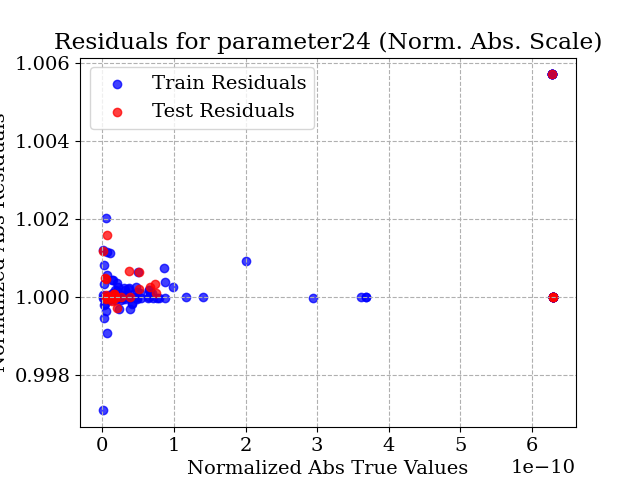 Residuals for parameter24 (Norm. Abs. Scale)
Train Residuals
Test Residuals
1.006
1.004
1.002
1.000
0.998
0 1 2 3 4 5 6
1e−10
Normalized Abs True Values
Normalized Abs Residuals